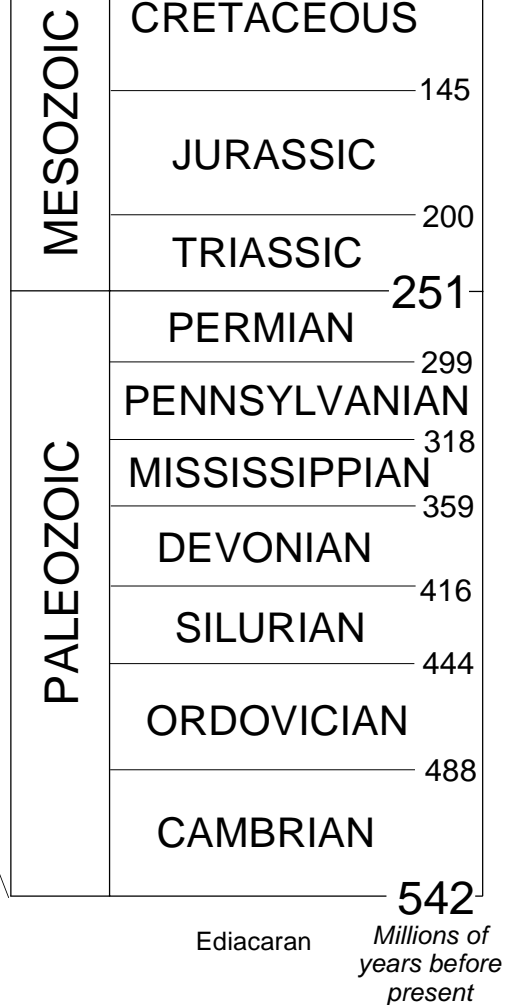 MESOZOIC
CRETACEOUS
145
JURASSIC
200
TRIASSIC
251
PALEOZOIC
PERMIAN
299
PENNSYLVANIAN
318
MISSISSIPPIAN
359
DEVONIAN
416
SILURIAN
444
ORDOVICIAN
488
CAMBRIAN
542
Ediacaran
Millions of
years before
present